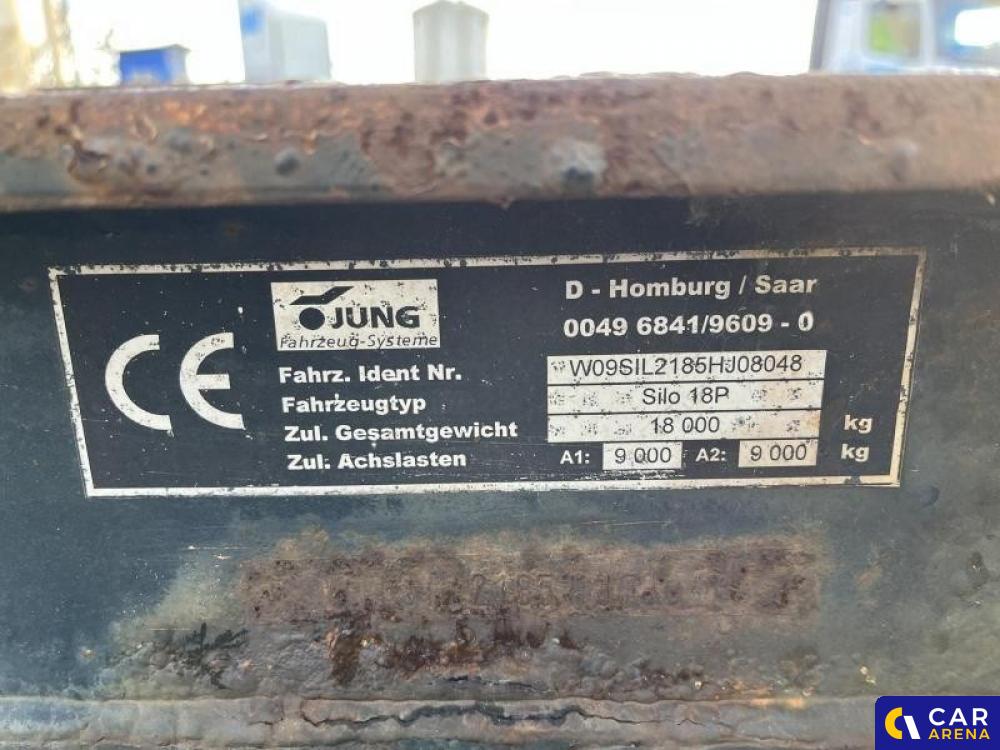 JUNG
Fahrzeug-Systeme
D - Homburg / Saar
0049 6841/9609 - 0
CE
Fahrz. Ident Nr. W09SIL2185HJ08048
Fahrzeugtyp Silo 18P
Zul. Gesamtgewicht 18 000 kg
Zul. Achslasten A1: 9 000 A2: 9 000 kg
CAR
ARENA